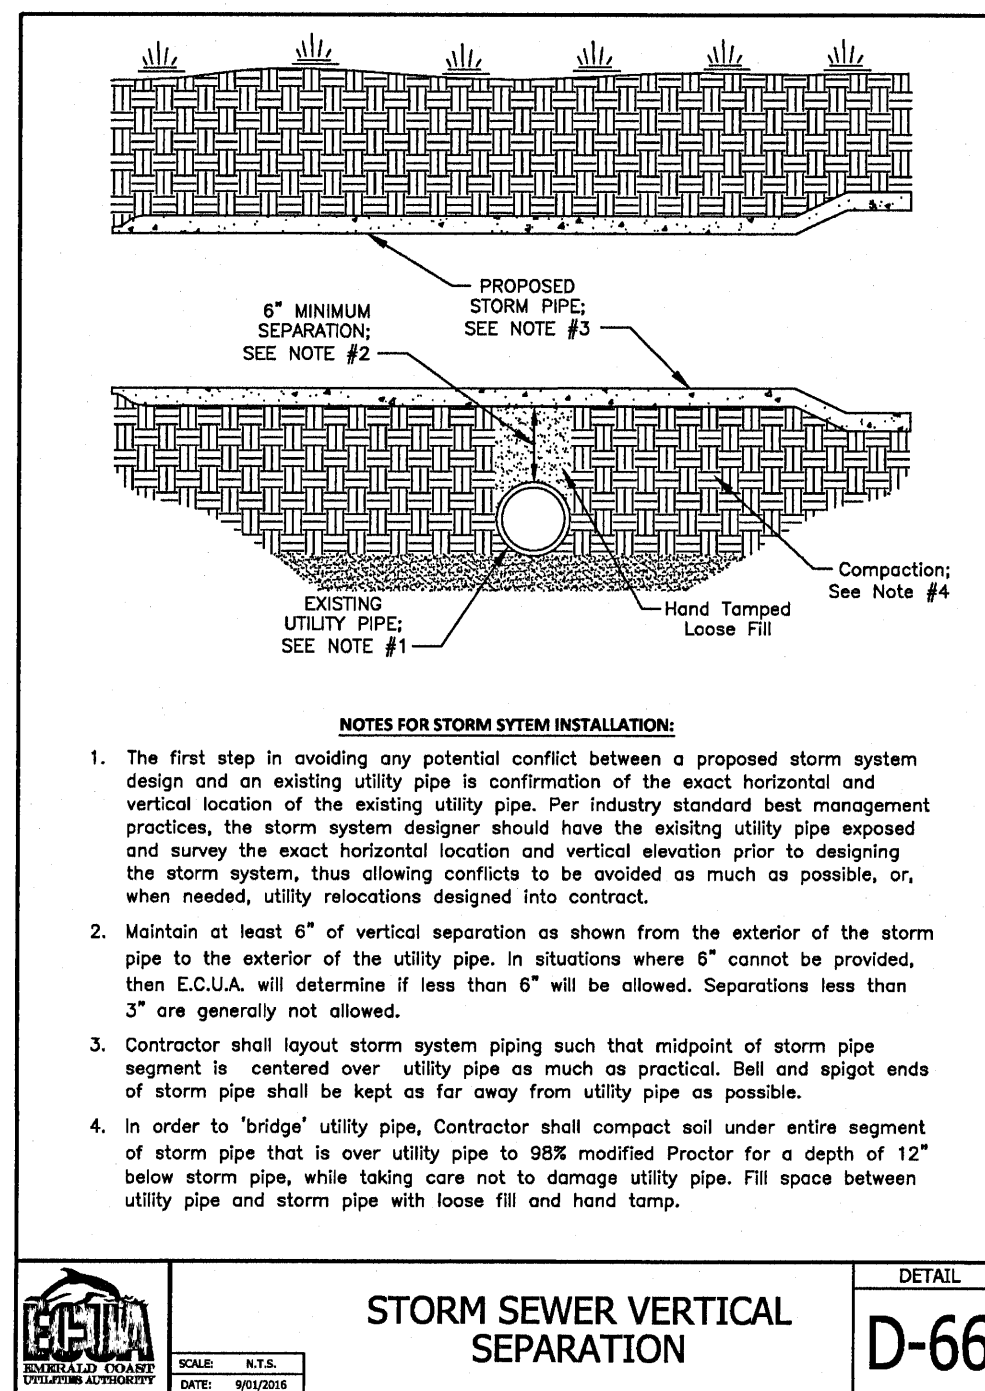 PROPOSED
STORM PIPE;
SEE NOTE #3
6" MINIMUM
SEPARATION;
SEE NOTE #2
Compaction;
See Note #4
EXISTING
UTILITY PIPE;
SEE NOTE #1
Hand Tamped
Loose Fill
NOTES FOR STORM SYTEM INSTALLATION:
1. The first step in avoiding any potential conflict between a proposed storm system
design and an existing utility pipe is confirmation of the exact horizontal and
vertical location of the existing utility pipe. Per industry standard best management
practices, the storm system designer should have the exisitng utility pipe exposed
and survey the exact horizontal location and vertical elevation prior to designing
the storm system, thus allowing conflicts to be avoided as much as possible, or,
when needed, utility relocations designed into contract.
2. Maintain at least 6" of vertical separation as shown from the exterior of the storm
pipe to the exterior of the utility pipe. In situations where 6" cannot be provided,
then E.C.U.A. will determine if less than 6" will be allowed. Separations less than
3" are generally not allowed.
3. Contractor shall layout storm system piping such that midpoint of storm pipe
segment is centered over utility pipe as much as practical. Bell and spigot ends
of storm pipe shall be kept as far away from utility pipe as possible.
4. In order to 'bridge' utility pipe, Contractor shall compact soil under entire segment
of storm pipe that is over utility pipe to 98% modified Proctor for a depth of 12"
below storm pipe, while taking care not to damage utility pipe. Fill space between
utility pipe and storm pipe with loose fill and hand tamp.
ECUA
EMERALD COAST
UTILITIES AUTHORITY
SCALE: N.T.S.
DATE: 9/01/2016
STORM SEWER VERTICAL
SEPARATION
DETAIL
D-66